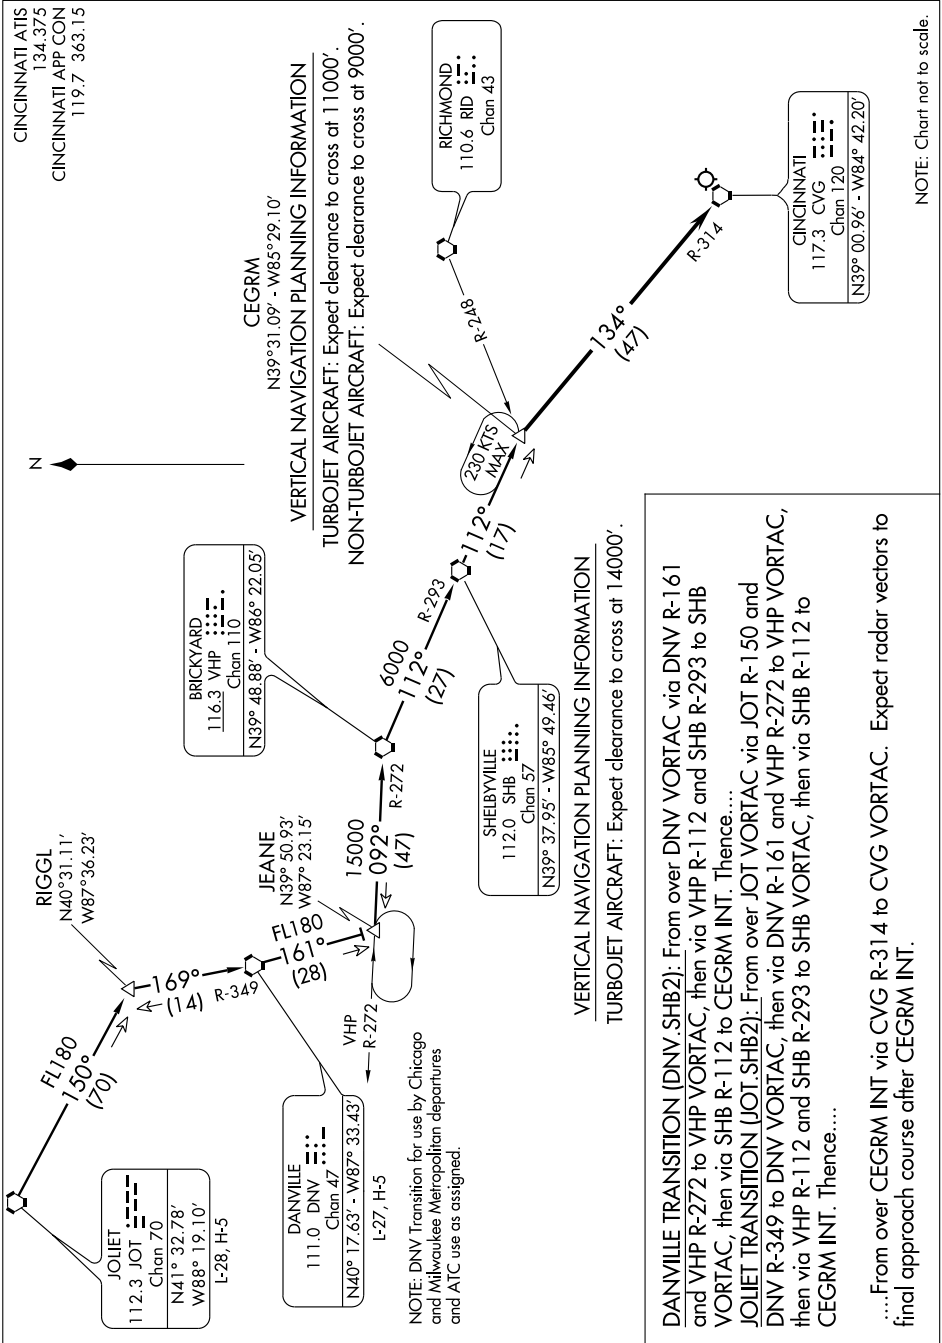 CINCINNATI ATIS
134.375
CINCINNATI APP CON
119.7 363.15
N
JOLIET
112.3 JOT
Chan 70
N41° 32.78′
W88° 19.10′
L-28, H-5
FL180
150°
(70)
RIGGL
N40°31.11′
W87°36.23′
169°
(14)
R-349
DANVILLE
111.0 DNV
Chan 47
N40° 17.63′ - W87° 33.43′
L-27, H-5
FL180
161°
(28)
JEANE
N39° 50.93′
W87° 23.15′
VHP
R-272
15000
092°
(47)
R-272
NOTE: DNV Transition for use by Chicago
and Milwaukee Metropolitan departures
and ATC use as assigned.
BRICKYARD
116.3 VHP
Chan 110
N39° 48.88′ - W86° 22.05′
6000
112°
(27)
R-293
SHELBYVILLE
112.0 SHB
Chan 57
N39° 37.95′ - W85° 49.46′
VERTICAL NAVIGATION PLANNING INFORMATION
TURBOJET AIRCRAFT: Expect clearance to cross at 14000′.
112°
(17)
230 KTS
MAX
CEGRM
N39°31.09′ - W85°29.10′
VERTICAL NAVIGATION PLANNING INFORMATION
TURBOJET AIRCRAFT: Expect clearance to cross at 11000′.
NON-TURBOJET AIRCRAFT: Expect clearance to cross at 9000′.
RICHMOND
110.6 RID
Chan 43
R-248
134°
(47)
R-314
CINCINNATI
117.3 CVG
Chan 120
N39° 00.96′ - W84° 42.20′
NOTE: Chart not to scale.
DANVILLE TRANSITION (DNV.SHB2): From over DNV VORTAC via DNV R-161
and VHP R-272 to VHP VORTAC, then via VHP R-112 and SHB R-293 to SHB
VORTAC, then via SHB R-112 to CEGRM INT. Thence....
JOLIET TRANSITION (JOT.SHB2): From over JOT VORTAC via JOT R-150 and
DNV R-349 to DNV VORTAC, then via DNV R-161 and VHP R-272 to VHP VORTAC,
then via VHP R-112 and SHB R-293 to SHB VORTAC, then via SHB R-112 to
CEGRM INT. Thence....
....From over CEGRM INT via CVG R-314 to CVG VORTAC. Expect radar vectors to
final approach course after CEGRM INT.